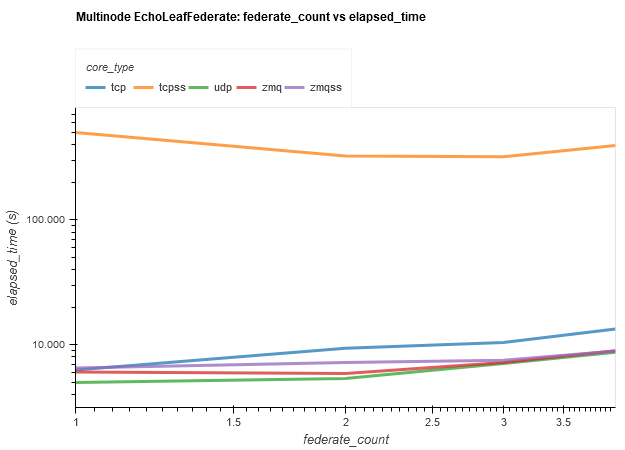 Multinode EchoLeafFederate: federate_count vs elapsed_time
core_type
tcp tcpss udp zmq zmqss
elapsed_time (s)
100.000
10.000
1 1.5 2 2.5 3 3.5
federate_count